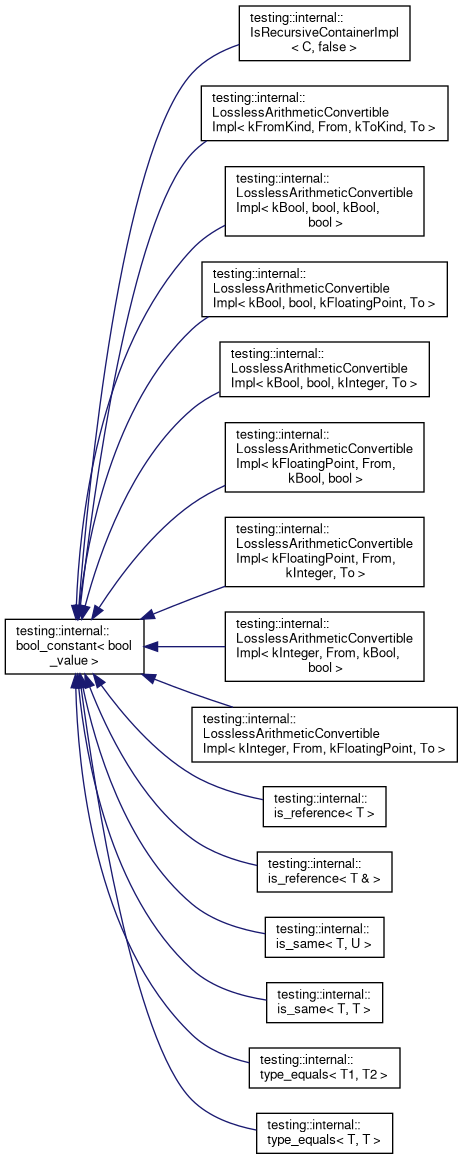 testing::internal::
IsRecursiveContainerImpl
< C, false >
testing::internal::
LosslessArithmeticConvertible
Impl< kFromKind, From, kToKind, To >
testing::internal::
LosslessArithmeticConvertible
Impl< kBool, bool, kBool,
bool >
testing::internal::
LosslessArithmeticConvertible
Impl< kBool, bool, kFloatingPoint, To >
testing::internal::
LosslessArithmeticConvertible
Impl< kBool, bool, kInteger, To >
testing::internal::
LosslessArithmeticConvertible
Impl< kFloatingPoint, From,
kBool, bool >
testing::internal::
LosslessArithmeticConvertible
Impl< kFloatingPoint, From,
kInteger, To >
testing::internal::
bool_constant< bool
_value >
testing::internal::
LosslessArithmeticConvertible
Impl< kInteger, From, kBool,
bool >
testing::internal::
LosslessArithmeticConvertible
Impl< kInteger, From, kFloatingPoint, To >
testing::internal::
is_reference< T >
testing::internal::
is_reference< T & >
testing::internal::
is_same< T, U >
testing::internal::
is_same< T, T >
testing::internal::
type_equals< T1, T2 >
testing::internal::
type_equals< T, T >